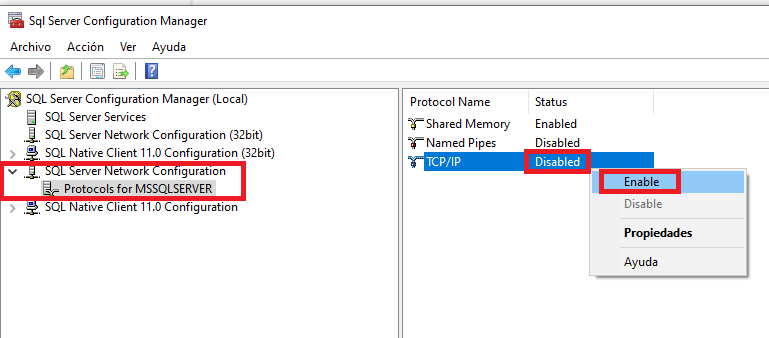 Sql Server Configuration Manager
Archivo Acción Ver Ayuda
SQL Server Configuration Manager (Local)
SQL Server Services
SQL Server Network Configuration (32bit)
SQL Native Client 11.0 Configuration (32bit)
SQL Server Network Configuration
Protocols for MSSQLSERVER
SQL Native Client 11.0 Configuration
Protocol Name Status
Shared Memory Enabled
Named Pipes Disabled
TCP/IP Disabled
Enable
Disable
Propiedades
Ayuda